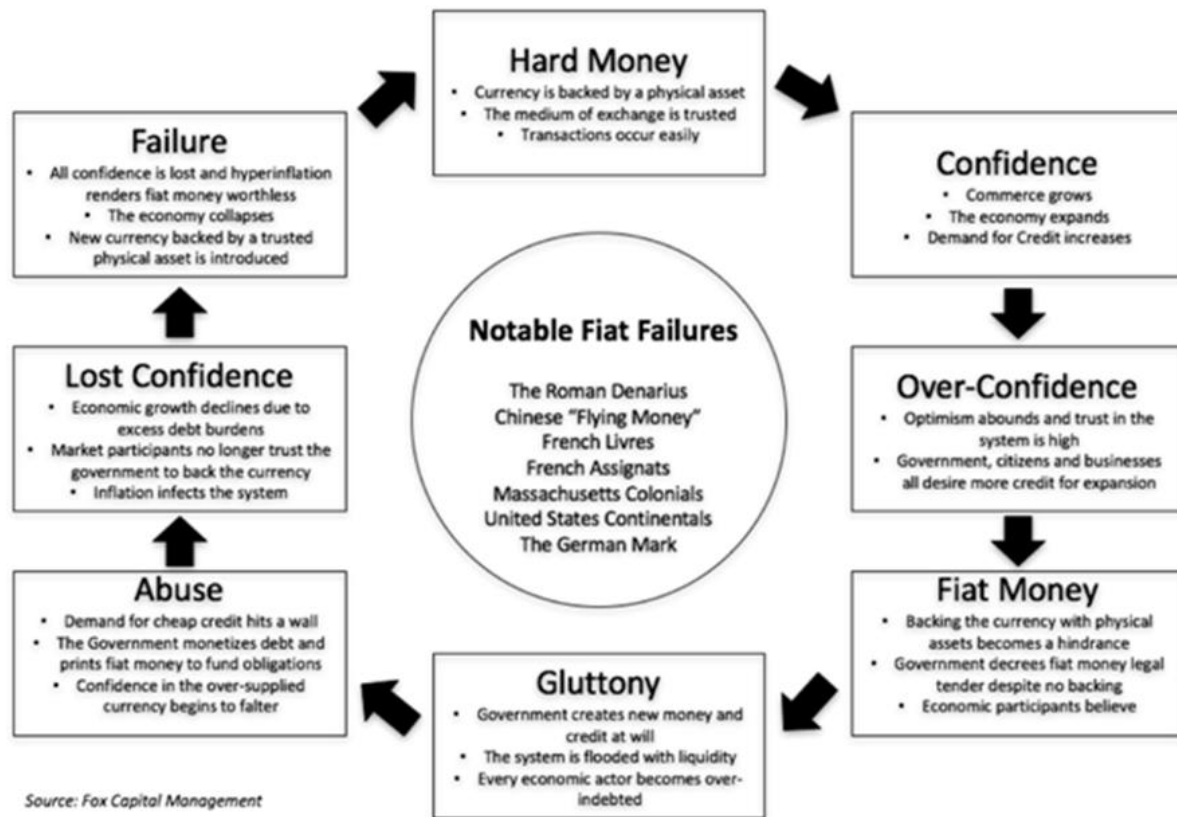 Hard Money
▪ Currency is backed by a physical asset
▪ The medium of exchange is trusted
▪ Transactions occur easily
Confidence
▪ Commerce grows
▪ The economy expands
▪ Demand for Credit increases
Over-Confidence
▪ Optimism abounds and trust in the
system is high
▪ Government, citizens and businesses
all desire more credit for expansion
Fiat Money
▪ Backing the currency with physical
assets becomes a hindrance
▪ Government decrees fiat money legal
tender despite no backing
▪ Economic participants believe
Gluttony
▪ Government creates new money and
credit at will
▪ The system is flooded with liquidity
▪ Every economic actor becomes over-
indebted
Abuse
▪ Demand for cheap credit hits a wall
▪ The Government monetizes debt and
prints fiat money to fund obligations
▪ Confidence in the over-supplied
currency begins to falter
Lost Confidence
▪ Economic growth declines due to
excess debt burdens
▪ Market participants no longer trust the
government to back the currency
▪ Inflation infects the system
Failure
▪ All confidence is lost and hyperinflation
renders fiat money worthless
▪ The economy collapses
▪ New currency backed by a trusted
physical asset is introduced
Notable Fiat Failures
The Roman Denarius
Chinese “Flying Money”
French Livres
French Assignats
Massachusetts Colonials
United States Continentals
The German Mark
Source: Fox Capital Management